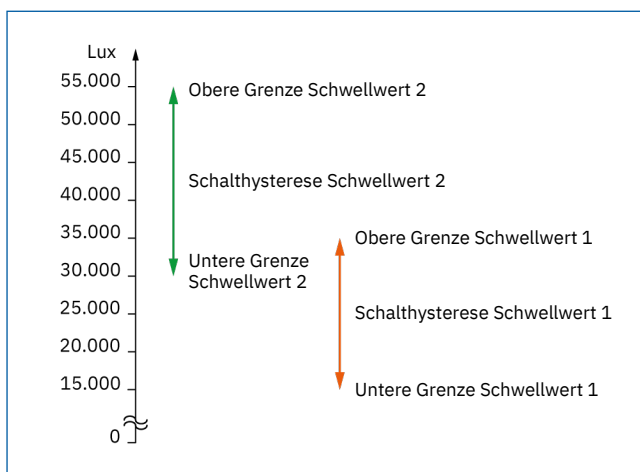 Lux
55.000
Obere Grenze Schwellwert 2
50.000
45.000
Schalthysterese Schwellwert 2
40.000
35.000
Obere Grenze Schwellwert 1
30.000
Untere Grenze
Schwellwert 2
25.000
Schalthysterese Schwellwert 1
20.000
15.000
Untere Grenze Schwellwert 1
0